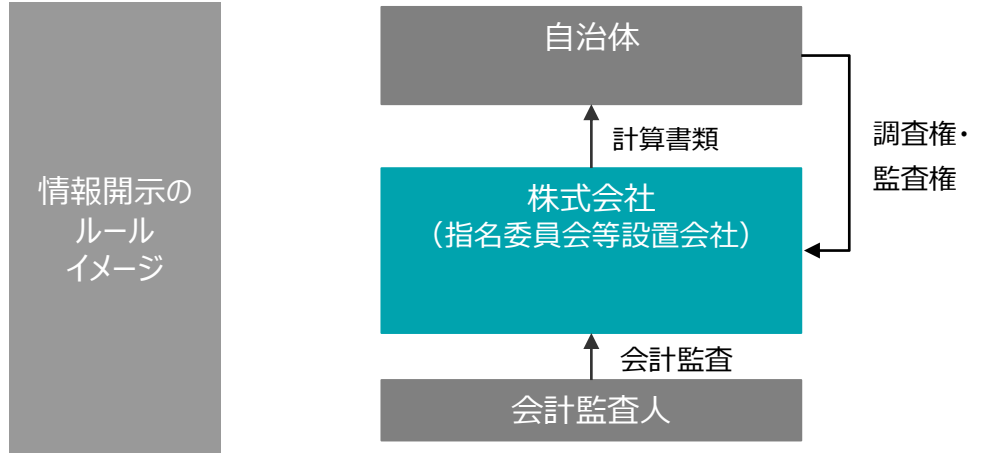 情報開示の
ルール
イメージ
自治体
計算書類
調査権・
監査権
株式会社
（指名委員会等設置会社）
会計監査
会計監査人